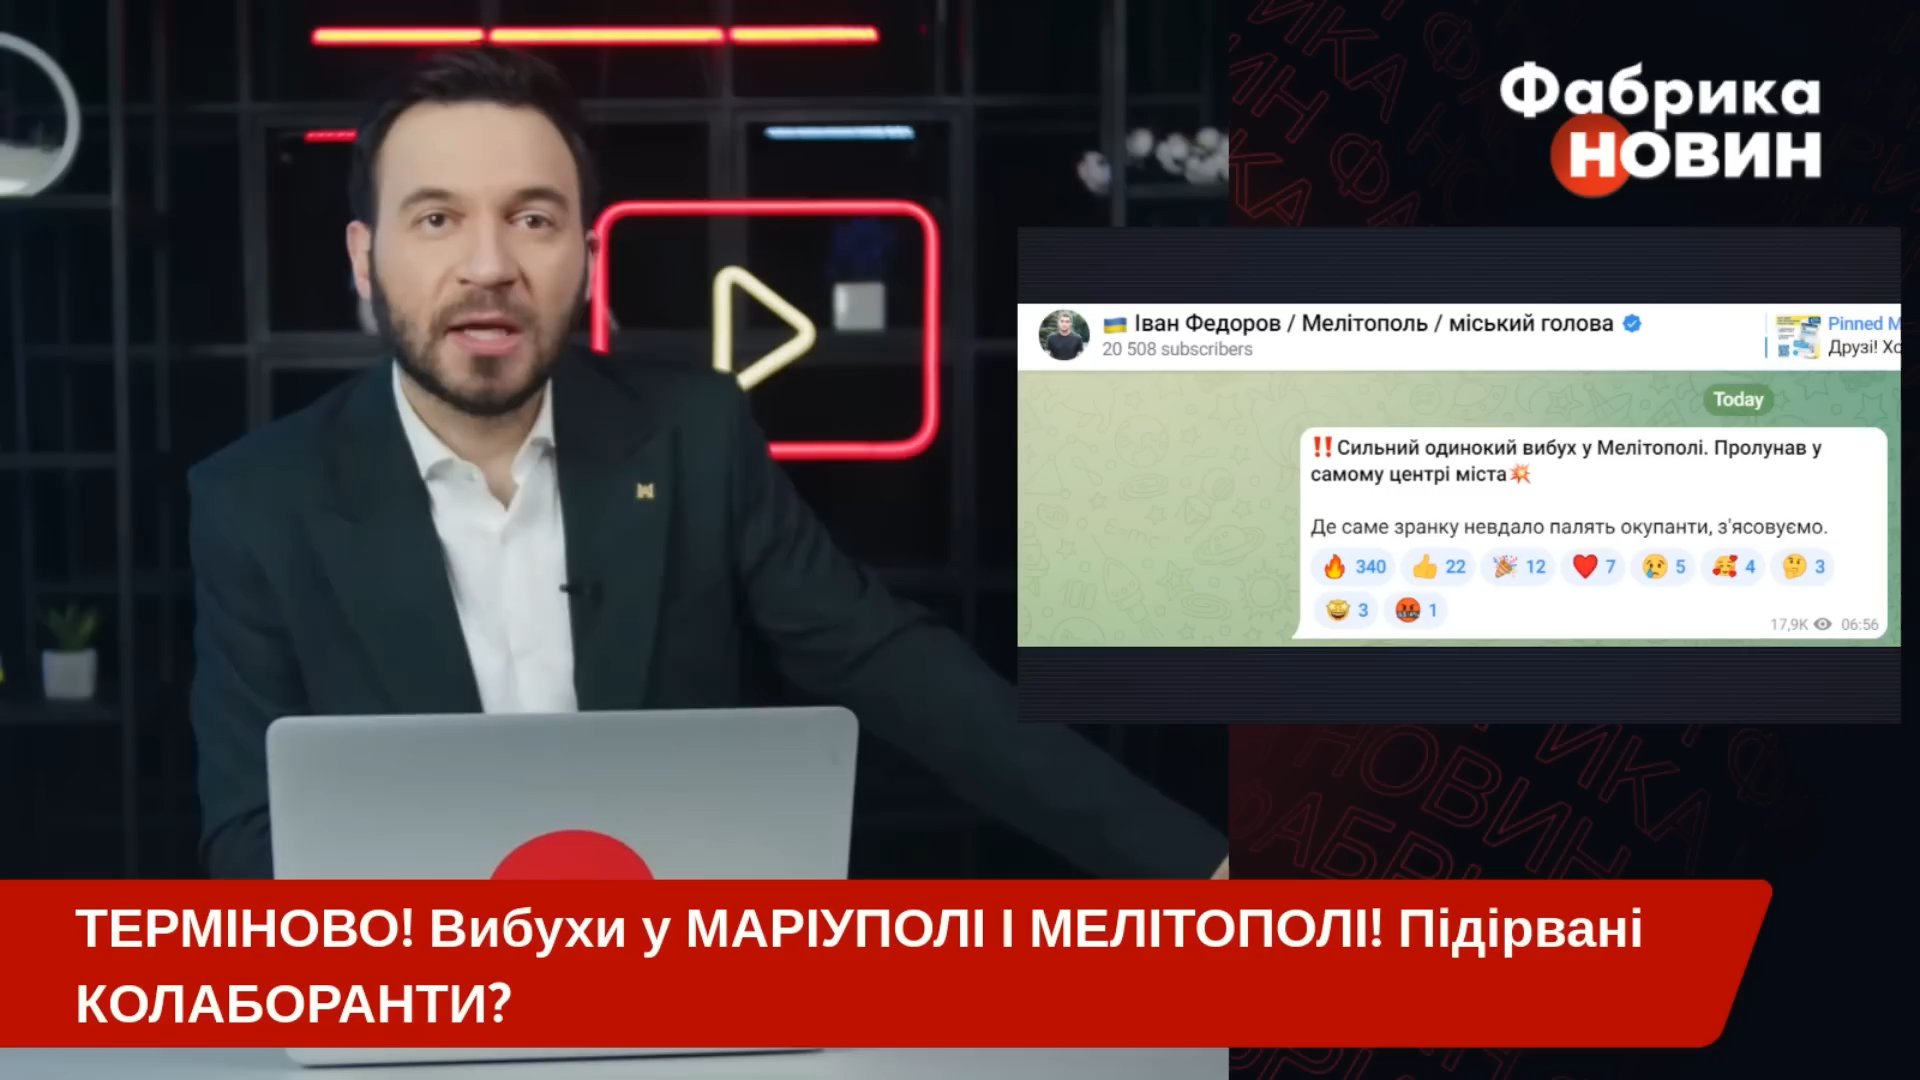 Фабрика
новин
Іван Федоров / Мелітополь / міський голова
20 508 subscribers
Pinned M
Друзі! Хо
Today
‼️Сильний одинокий вибух у Мелітополі. Пролунав у
самому центрі міста💥
Де саме зранку невдало палять окупанти, з'ясовуємо.
🔥 340 👍 22 🎉 12 ❤️ 7 😢 5 🥰 4 🤔 3
🤩 3 🤬 1
17,9K 06:56
ТЕРМІНОВО! Вибухи у МАРІУПОЛІ І МЕЛІТОПОЛІ! Підірвані
КОЛАБОРАНТИ?